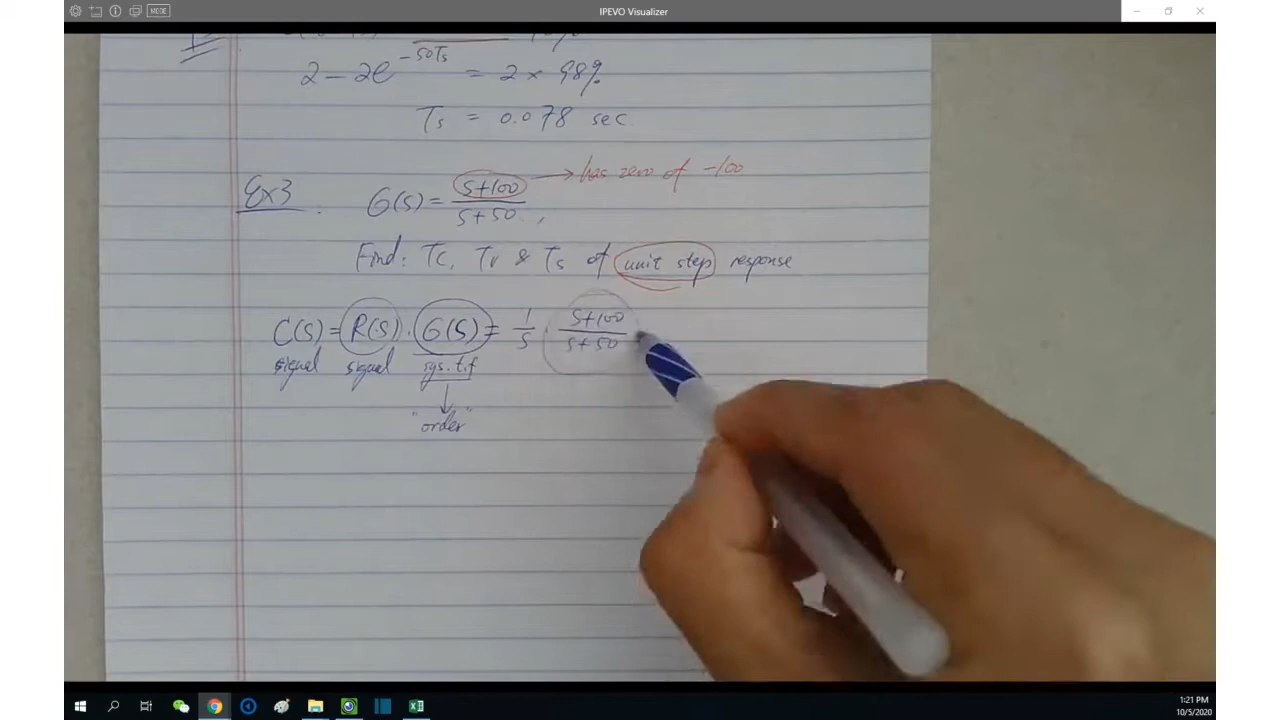 IPEVO Visualizer
MODE
2 - 2e^-50Ts = 2 × 98%
Ts = 0.078 sec
Ex3 : G(s) = (s+100)/(s+50) , → has zero of -100
Find: Tc, Tr & Ts of unit step response
C(s) = R(s) · G(s) = 1/s · (s+100)/(s+50)
signal signal sys. t.f
"order"
1:21 PM
10/5/2020